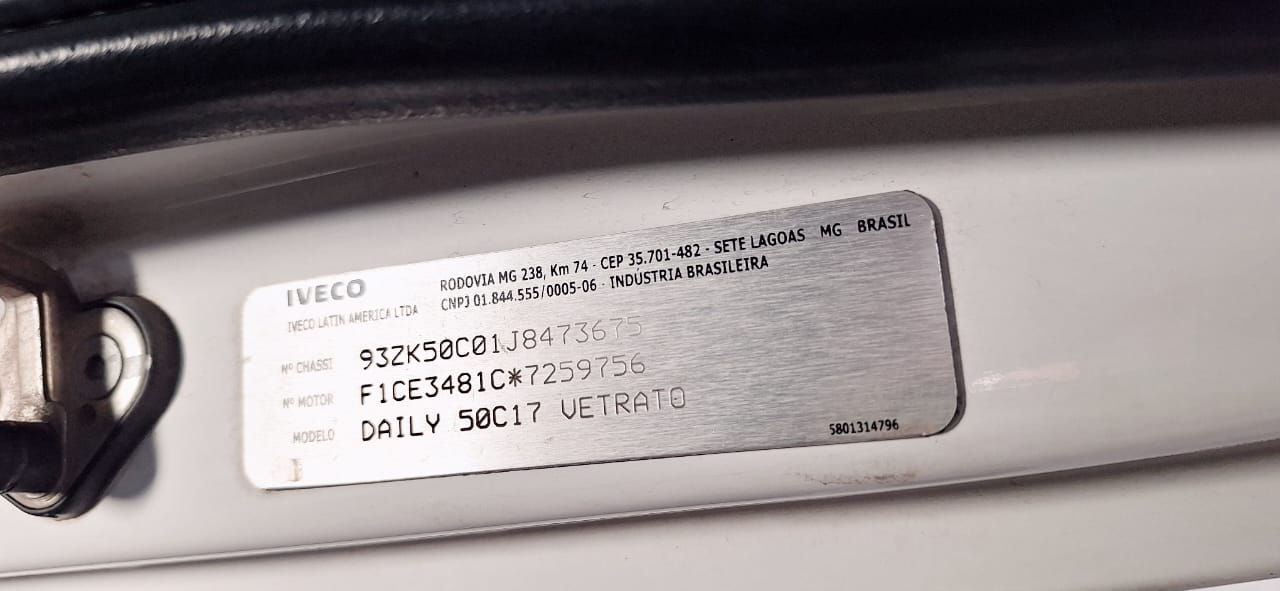 IVECO
IVECO LATIN AMERICA LTDA
RODOVIA MG 238, Km 74 - CEP 35.701-482 - SETE LAGOAS MG BRASIL
CNPJ 01.844.555/0005-06 - INDÚSTRIA BRASILEIRA
Nº CHASSI 93ZK50C01J8473675
Nº MOTOR F1CE3481C*7259756
MODELO DAILY 50C17 VETRATO
5801314796